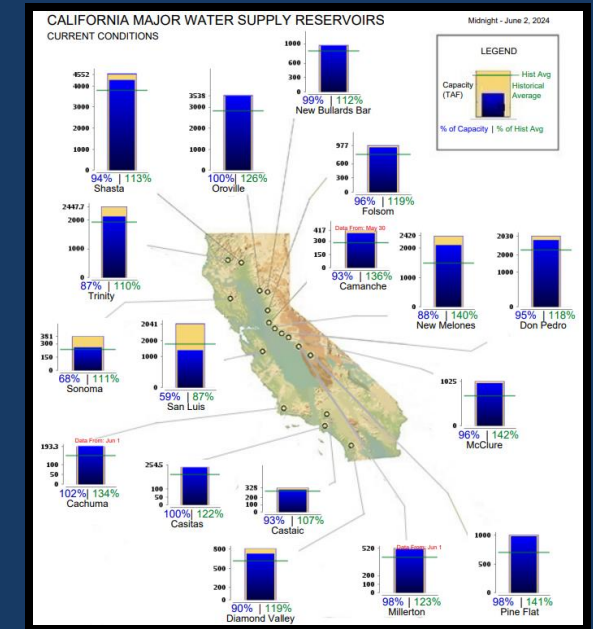 CALIFORNIA MAJOR WATER SUPPLY RESERVOIRS
CURRENT CONDITIONS
Midnight - June 2, 2024
LEGEND
Capacity
(TAF)
Hist Avg
Historical
Average
% of Capacity | % of Hist Avg
4552
4000
3000
2000
1000
0
94% | 113%
Shasta
3538
3000
2000
1000
0
100% | 126%
Oroville
1000
600
300
0
99% | 112%
New Bullards Bar
977
600
300
0
96% | 119%
Folsom
2447.7
2000
1000
0
87% | 110%
Trinity
Data From: May 30
417
300
150
0
93% | 136%
Camanche
2420
2000
1000
0
88% | 140%
New Melones
2030
2000
1000
0
95% | 118%
Don Pedro
381
300
150
0
68% | 111%
Sonoma
2041
2000
1000
0
59% | 87%
San Luis
1025
0
96% | 142%
McClure
Data From: Jun 1
193.3
100
50
0
102%| 134%
Cachuma
254.5
100
50
0
100%| 122%
Casitas
328
200
100
0
93% | 107%
Castaic
800
500
200
0
90% | 119%
Diamond Valley
Data From: Jun 1
520
200
100
0
98% | 123%
Millerton
1000
500
0
98% | 141%
Pine Flat